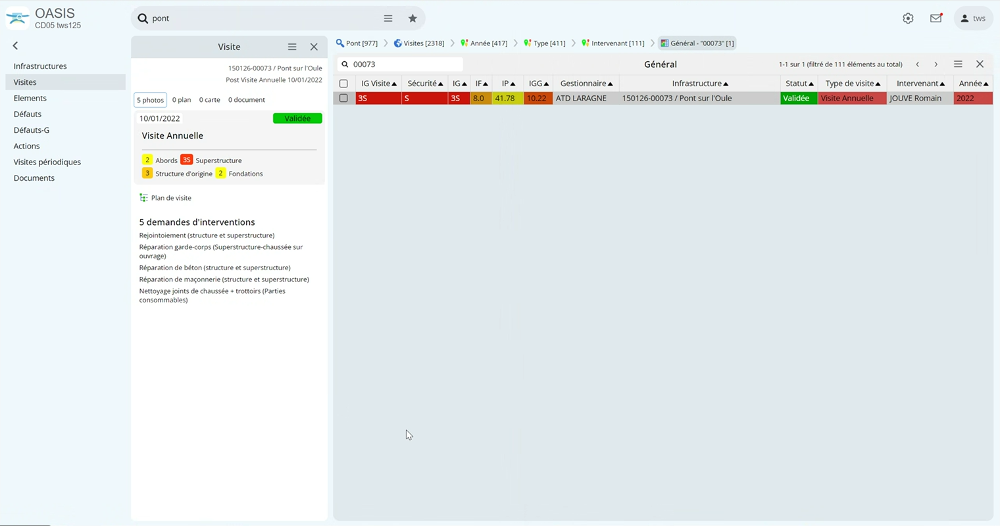 OASIS
CD05 tws125
pont
tws
Infrastructures
Visites
Elements
Défauts
Défauts-G
Actions
Visites périodiques
Documents
Visite
150126-00073 / Pont sur l'Oule
Post Visite Annuelle 10/01/2022
5 photos 0 plan 0 carte 0 document
10/01/2022 Validée
Visite Annuelle
2 Abords 3S Superstructure
3 Structure d'origine 2 Fondations
Plan de visite
5 demandes d'interventions
Rejointoiement (structure et superstructure)
Réparation garde-corps (Superstructure-chaussée sur
ouvrage)
Réparation de béton (structure et superstructure)
Réparation de maçonnerie (structure et superstructure)
Nettoyage joints de chaussée + trottoirs (Parties
consommables)
Pont [977] Visites [2318] Année [417] Type [411] Intervenant [111] Général - "00073" [1]
00073 Général 1-1 sur 1 (filtré de 111 éléments au total)
IG Visite▲ Sécurité▲ IG▲ IF▲ IP▲ IGG▲ Gestionnaire▲ Infrastructure▲ Statut▲ Type de visite▲ Intervenant▲ Année▲
3S S 3S 8.0 41.78 10.22 ATD LARAGNE 150126-00073 / Pont sur l'Oule Validée Visite Annuelle JOUVE Romain 2022